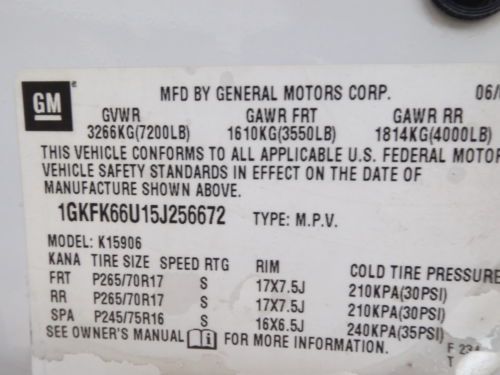 GM
MFD BY GENERAL MOTORS CORP. 06/
GVWR GAWR FRT GAWR RR
3266KG(7200LB) 1610KG(3550LB) 1814KG(4000LB)
THIS VEHICLE CONFORMS TO ALL APPLICABLE U.S. FEDERAL MOTOR
VEHICLE SAFETY STANDARDS IN EFFECT ON THE DATE OF
MANUFACTURE SHOWN ABOVE.
1GKFK66U15J256672 TYPE: M.P.V.
MODEL: K15906
KANA TIRE SIZE SPEED RTG RIM COLD TIRE PRESSURE
FRT P265/70R17 S 17X7.5J 210KPA(30PSI)
RR P265/70R17 S 17X7.5J 210KPA(30PSI)
SPA P245/75R16 S 16X6.5J 240KPA(35PSI)
SEE OWNER'S MANUAL FOR MORE INFORMATION.
F 234
T